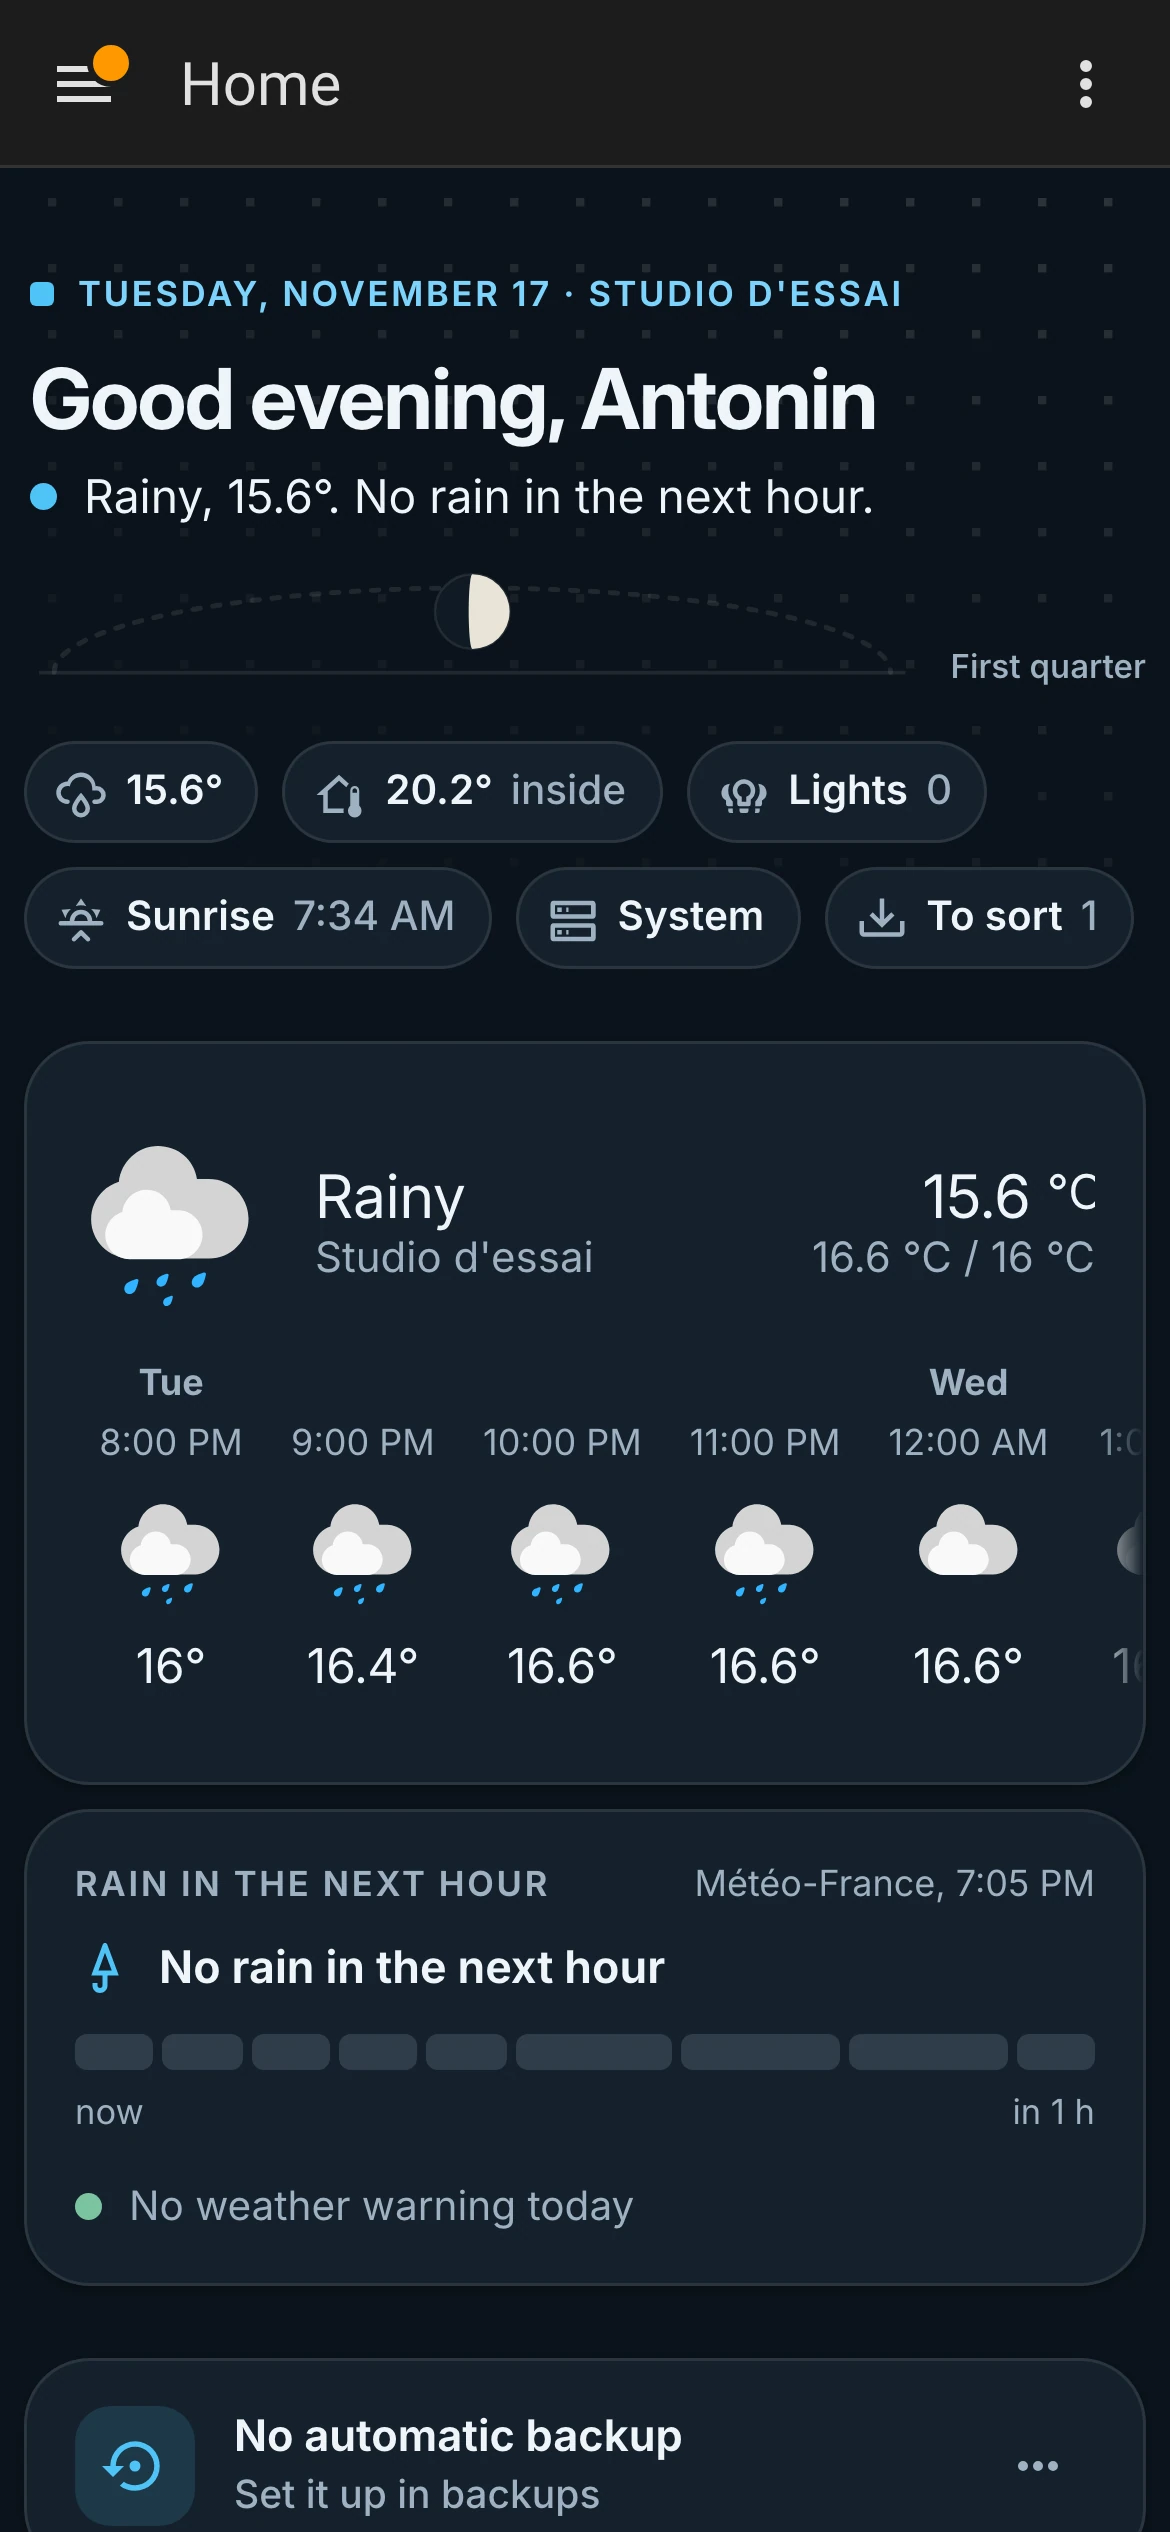 Home
TUESDAY, NOVEMBER 17 · STUDIO D'ESSAI
Good evening, Antonin
Rainy, 15.6°. No rain in the next hour.
First quarter
15.6°
20.2° inside
Lights 0
Sunrise 7:34 AM
System
To sort 1
Rainy
15.6 °C
Studio d'essai
16.6 °C / 16 °C
Tue
Wed
8:00 PM 9:00 PM 10:00 PM 11:00 PM 12:00 AM
16° 16.4° 16.6° 16.6° 16.6°
RAIN IN THE NEXT HOUR
Météo-France, 7:05 PM
No rain in the next hour
now
in 1 h
No weather warning today
No automatic backup
Set it up in backups